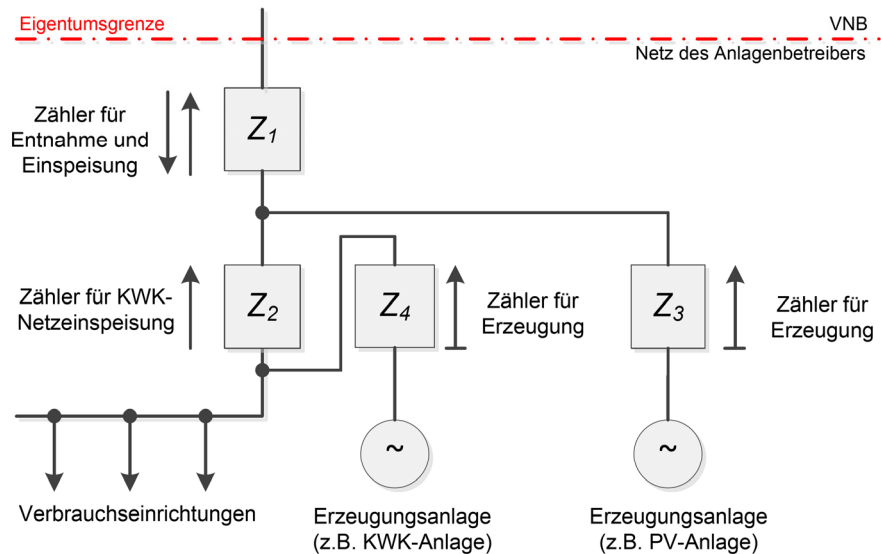 Eigentumsgrenze
VNB
Netz des Anlagenbetreibers
Zähler für
Entnahme und
Einspeisung
Z1
Zähler für KWK-
Netzeinspeisung
Z2
Z4
Zähler für
Erzeugung
Z3
Zähler für
Erzeugung
~
~
Verbrauchseinrichtungen
Erzeugungsanlage
(z.B. KWK-Anlage)
Erzeugungsanlage
(z.B. PV-Anlage)